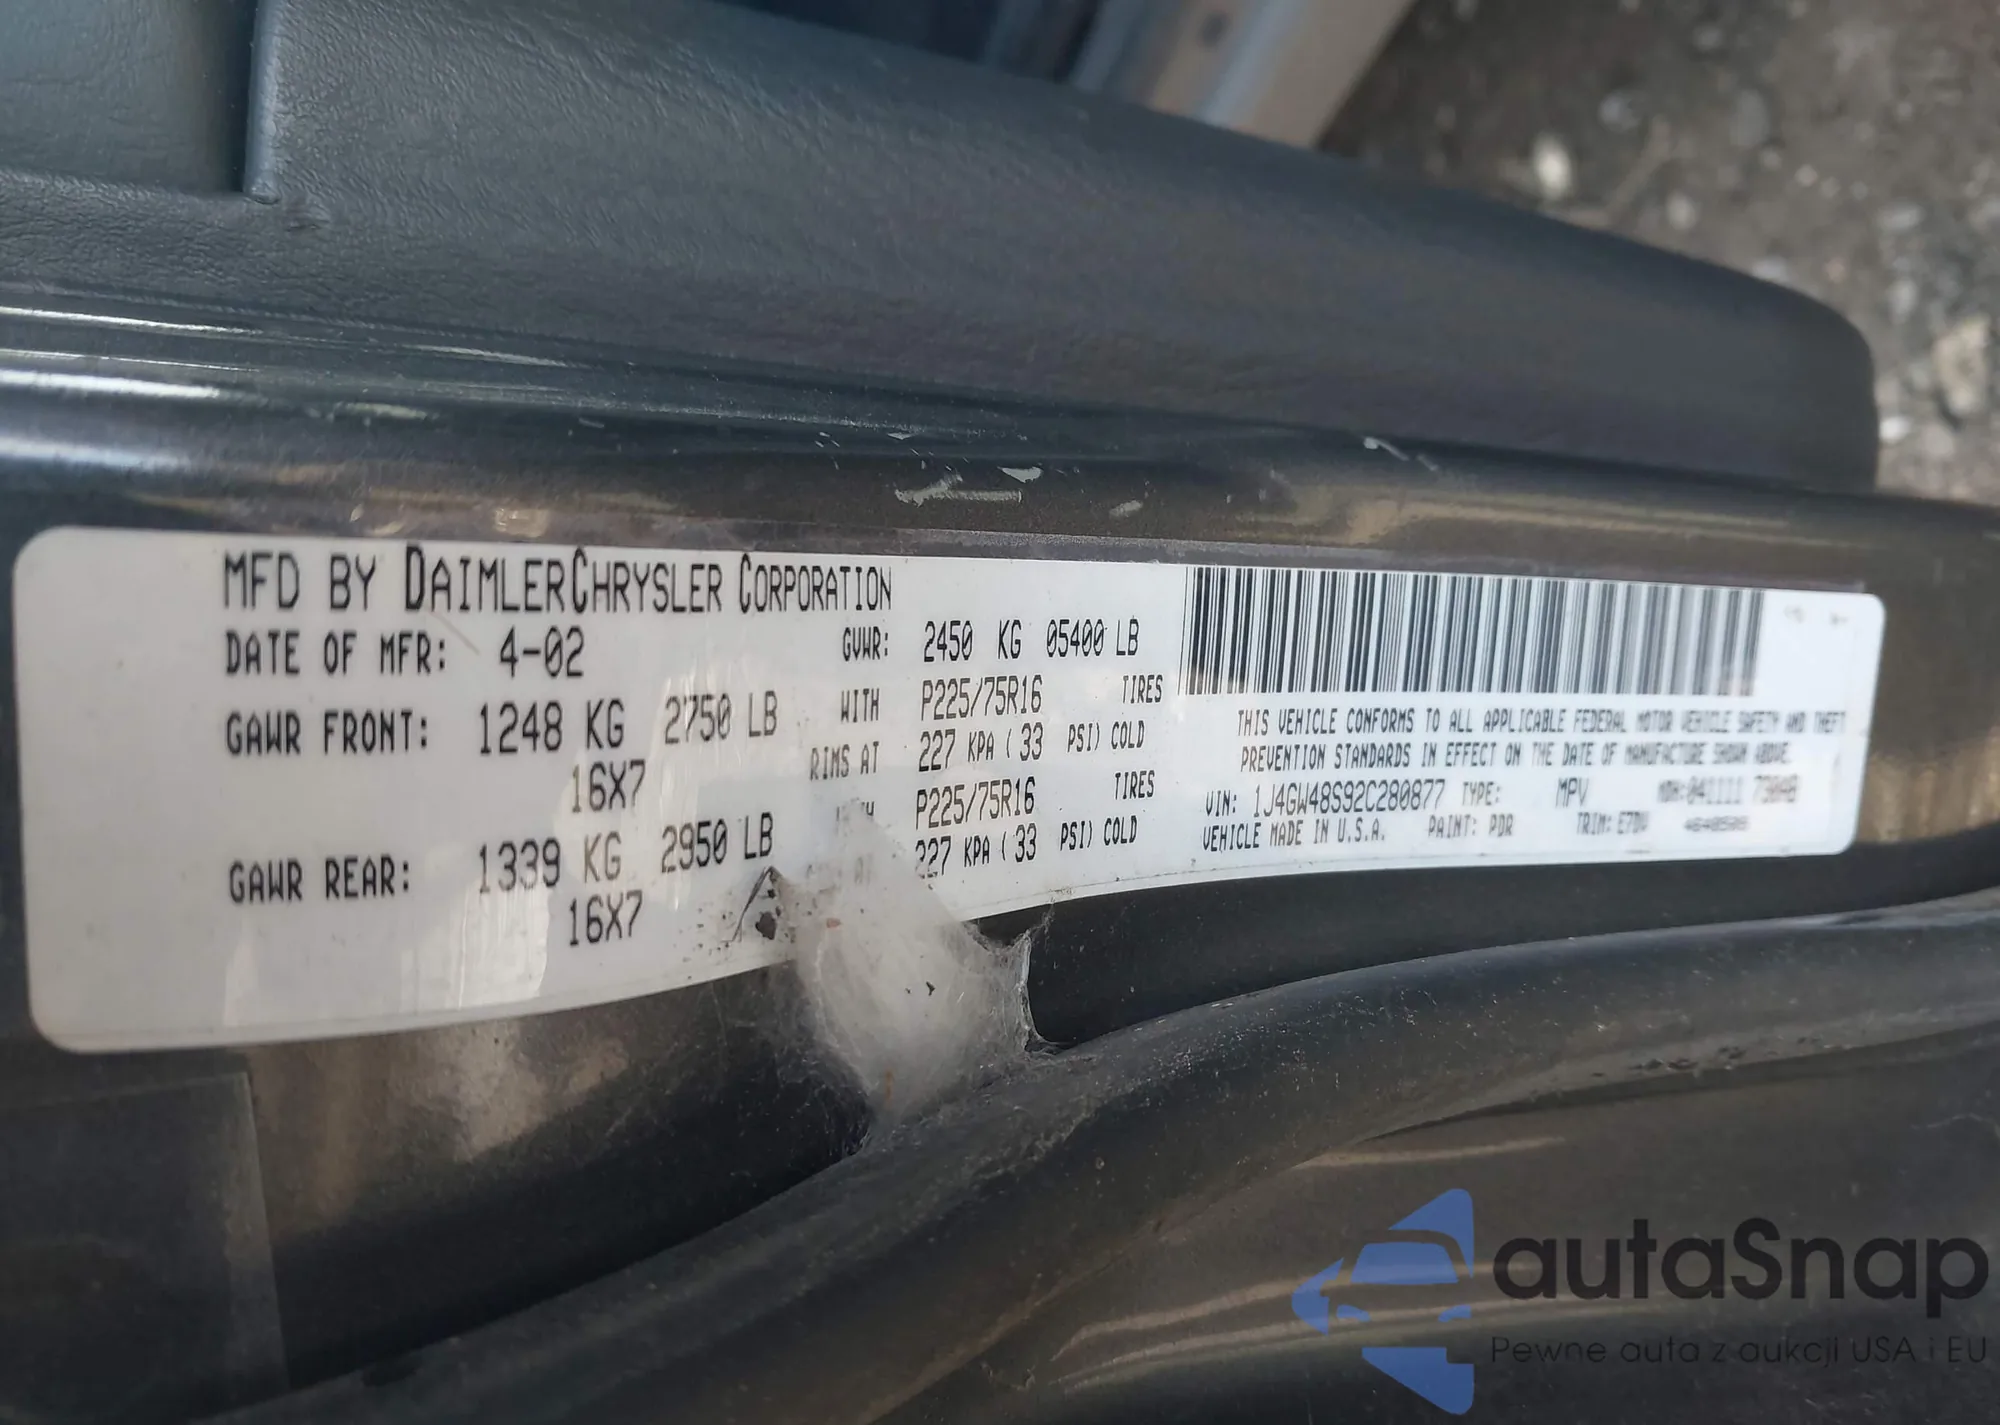 MFD BY DAIMLERCHRYSLER CORPORATION
DATE OF MFR: 4-02 GVWR: 2450 KG 05400 LB
GAWR FRONT: 1248 KG 2750 LB WITH P225/75R16 TIRES
16X7 RIMS AT 227 KPA (33 PSI) COLD
GAWR REAR: 1339 KG 2950 LB P225/75R16 TIRES
16X7 AT 227 KPA (33 PSI) COLD
THIS VEHICLE CONFORMS TO ALL APPLICABLE FEDERAL MOTOR VEHICLE SAFETY AND THEFT
PREVENTION STANDARDS IN EFFECT ON THE DATE OF MANUFACTURE SHOWN ABOVE.
VIN: 1J4GW48S92C280877 TYPE: MPV MDH:041111
VEHICLE MADE IN U.S.A. PAINT: PDR TRIM:
autaSnap
Pewne auta z aukcji USA i EU